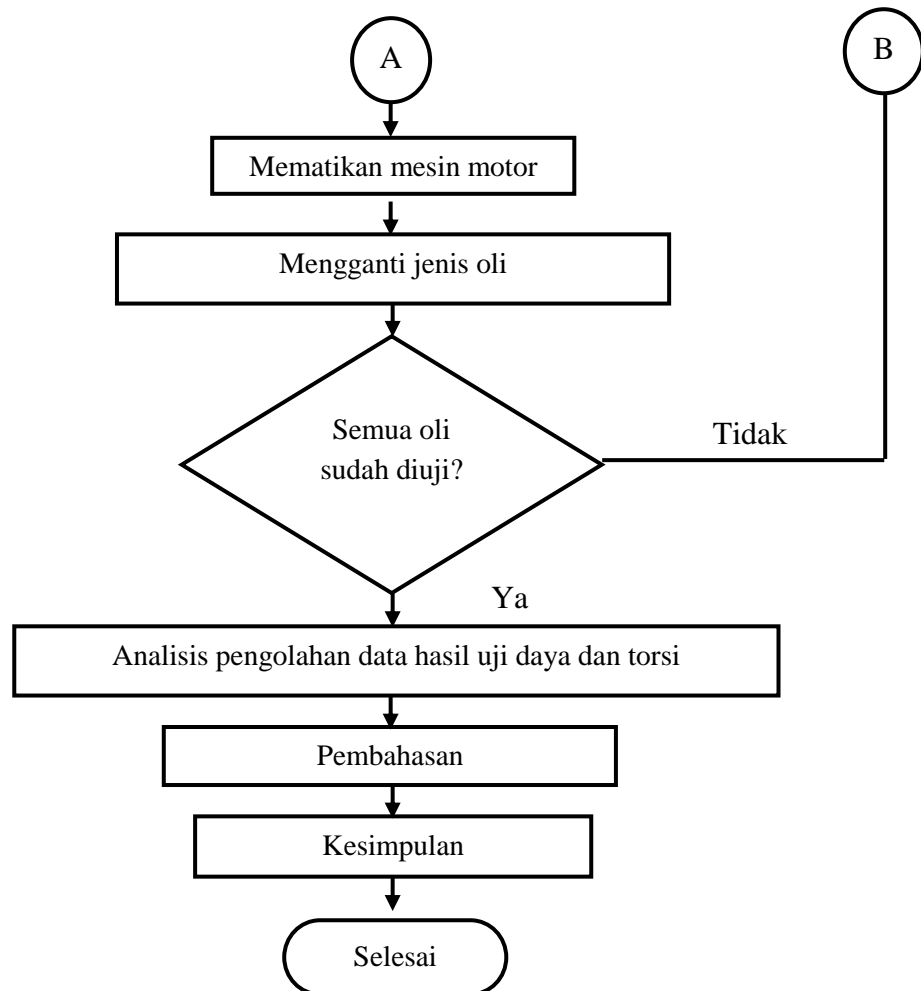 A
B
Mematikan mesin motor
Mengganti jenis oli
Semua oli
sudah diuji?
Tidak
Ya
Analisis pengolahan data hasil uji daya dan torsi
Pembahasan
Kesimpulan
Selesai